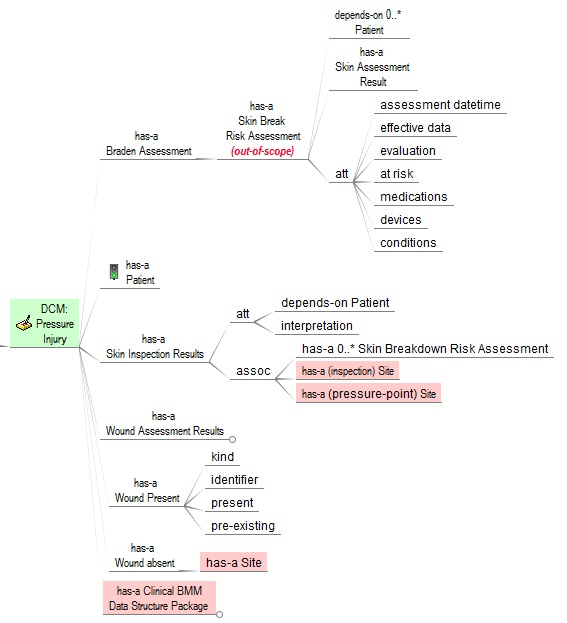 depends-on 0..*
Patient
has-a
Skin Assessment
Result
has-a
Skin Break
Risk Assessment
(out-of-scope)
has-a
Braden Assessment
att
assessment datetime
effective data
evaluation
at risk
medications
devices
conditions
has-a
Patient
DCM:
Pressure
Injury
has-a
Skin Inspection Results
att
depends-on Patient
interpretation
assoc
has-a 0..* Skin Breakdown Risk Assessment
has-a (inspection) Site
has-a (pressure-point) Site
has-a
Wound Assessment Results
has-a
Wound Present
kind
identifier
present
pre-existing
has-a
Wound absent
has-a Site
has-a Clinical BMM
Data Structure Package